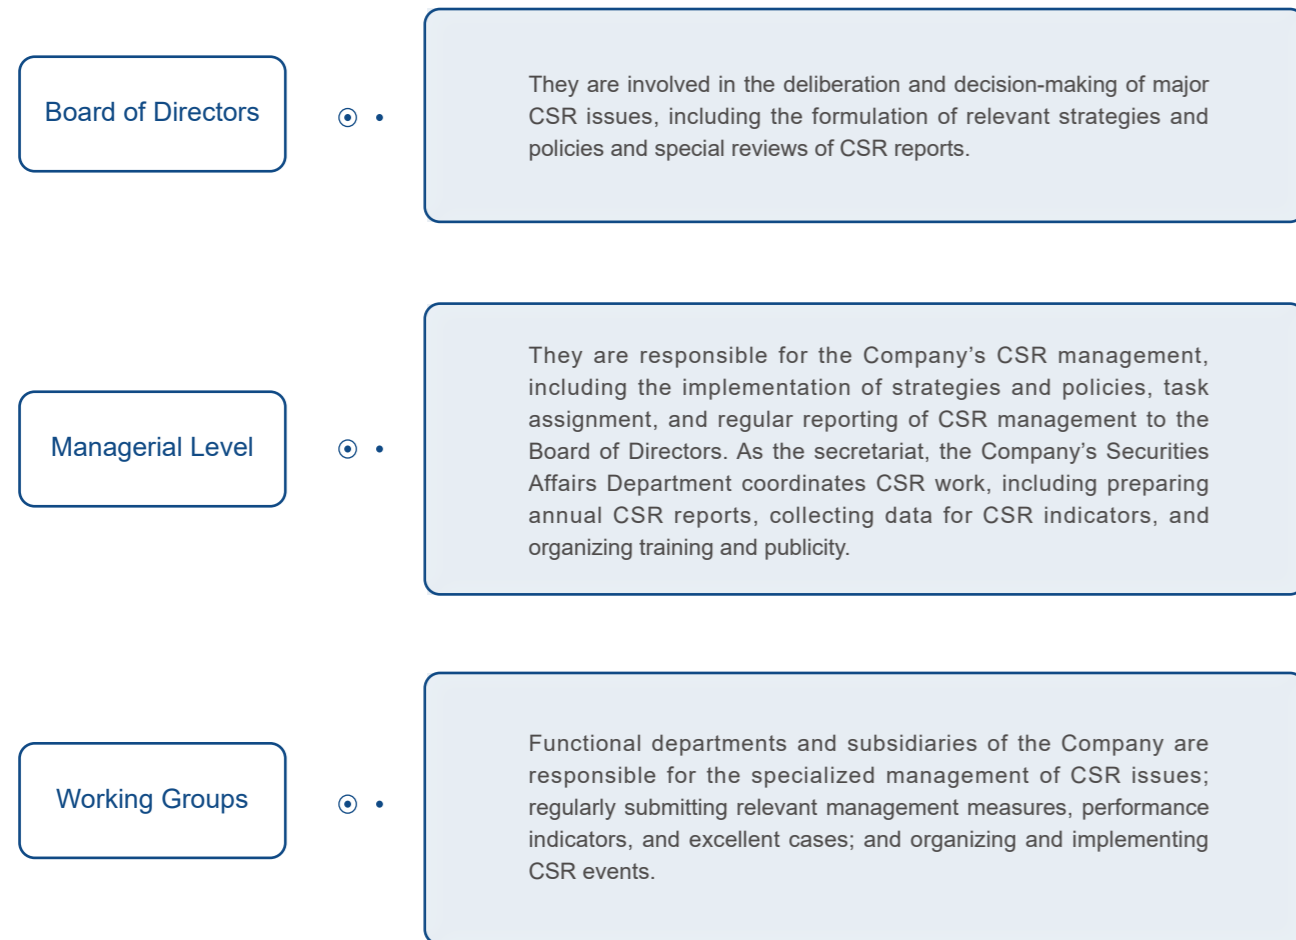 Board of Directors
They are involved in the deliberation and decision-making of major
CSR issues, including the formulation of relevant strategies and
policies and special reviews of CSR reports.
Managerial Level
They are responsible for the Company’s CSR management,
including the implementation of strategies and policies, task
assignment, and regular reporting of CSR management to the
Board of Directors. As the secretariat, the Company’s Securities
Affairs Department coordinates CSR work, including preparing
annual CSR reports, collecting data for CSR indicators, and
organizing training and publicity.
Working Groups
Functional departments and subsidiaries of the Company are
responsible for the specialized management of CSR issues;
regularly submitting relevant management measures, performance
indicators, and excellent cases; and organizing and implementing
CSR events.